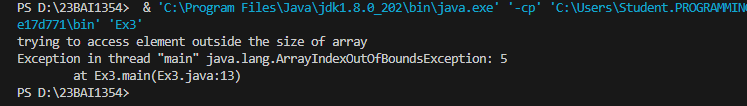 PS D:\23BAI1354>  & 'C:\Program Files\Java\jdk1.8.0_202\bin\java.exe' '-cp' 'C:\Users\Student.PROGRAMMING
e17d771\bin' 'Ex3'
trying to access element outside the size of array
Exception in thread "main" java.lang.ArrayIndexOutOfBoundsException: 5
        at Ex3.main(Ex3.java:13)
PS D:\23BAI1354>